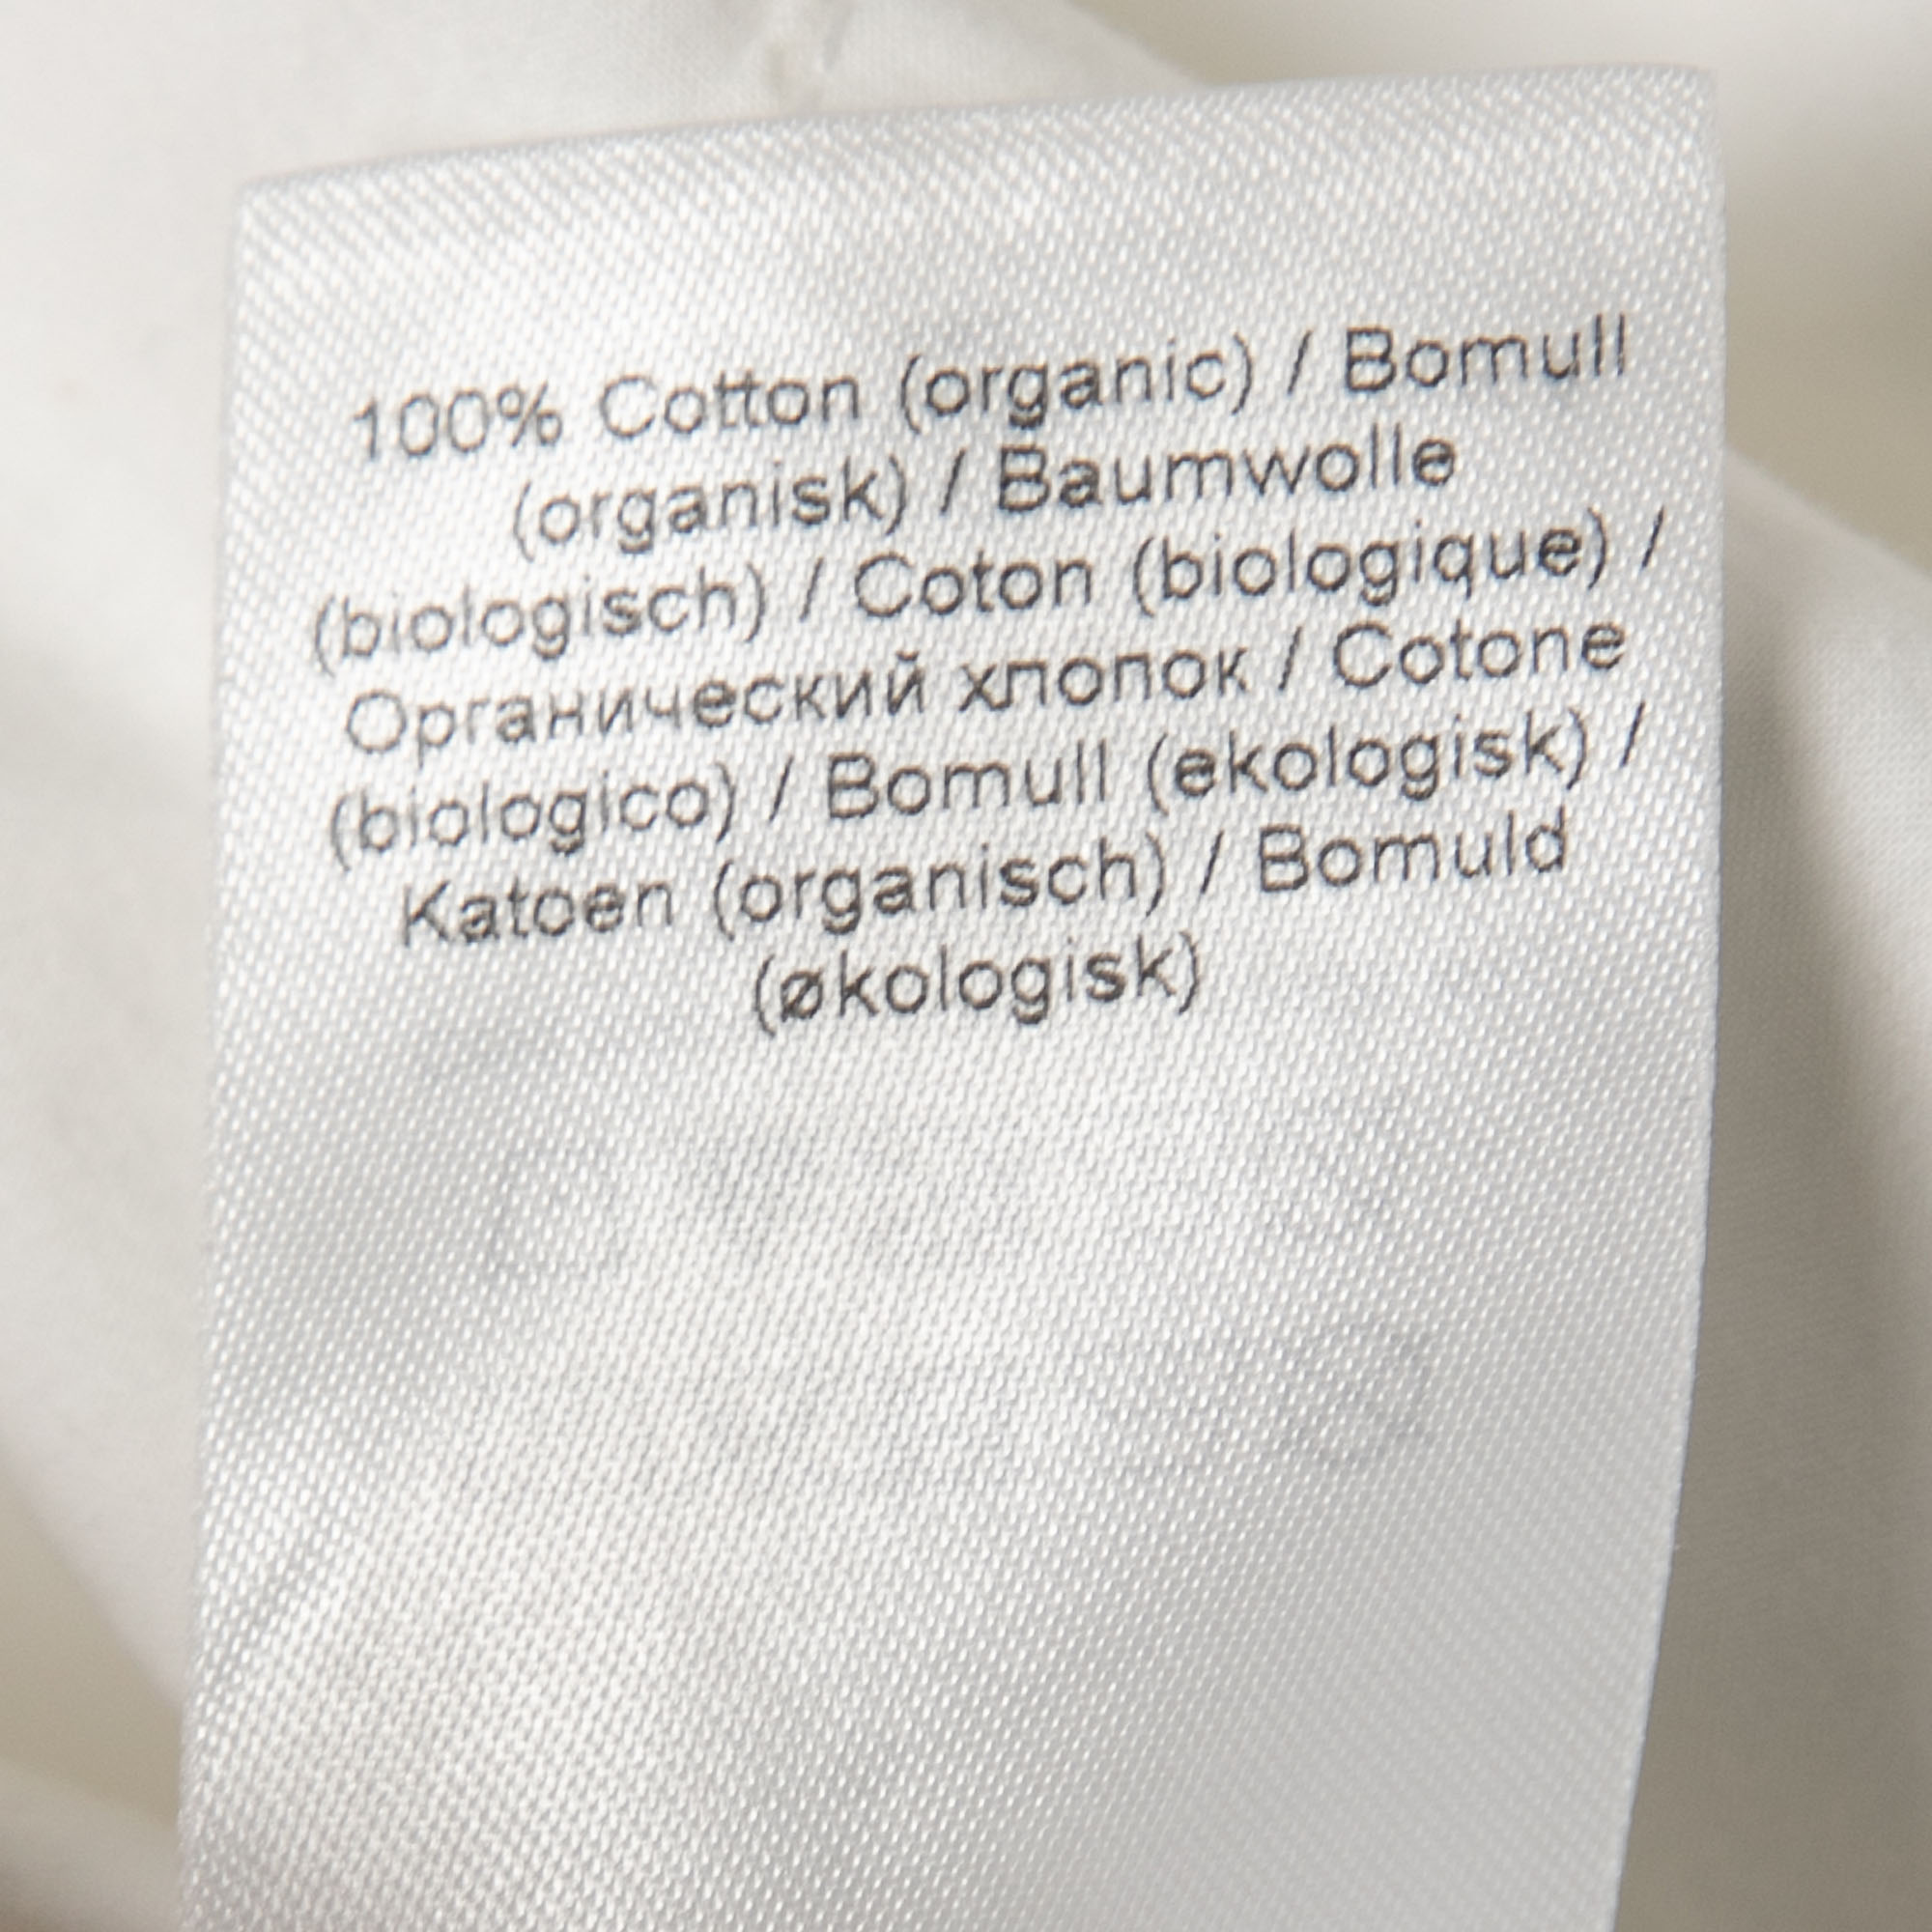 100% Cotton (organic) / Bomull
(organisk) / Baumwolle
(biologisch) / Coton (biologique) /
Органический хлопок / Cotone
(biologico) / Bomull (ekologisk) /
Katoen (organisch) / Bomuld
(økologisk)